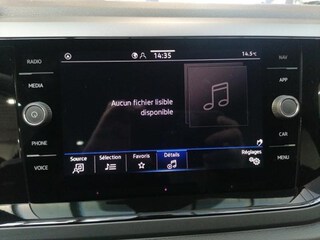 RADIO
14:35
14.5°C
NAV
MEDIA
APP
Aucun fichier lisible
disponible
PHONE
CAR
VOICE
Source
Sélection
Favoris
Détails
Réglages
MENU